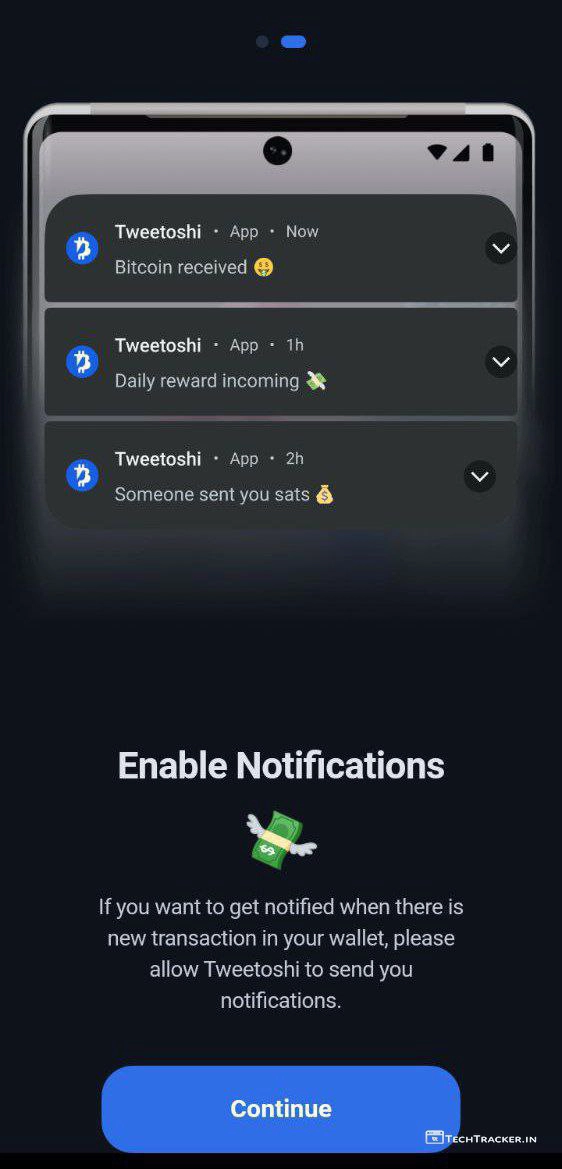 Tweetoshi • App • Now
Bitcoin received 🤑
Tweetoshi • App • 1h
Daily reward incoming 💸
Tweetoshi • App • 2h
Someone sent you sats 💰
Enable Notifications
💸
If you want to get notified when there is
new transaction in your wallet, please
allow Tweetoshi to send you
notifications.
Continue
TechTracker.in